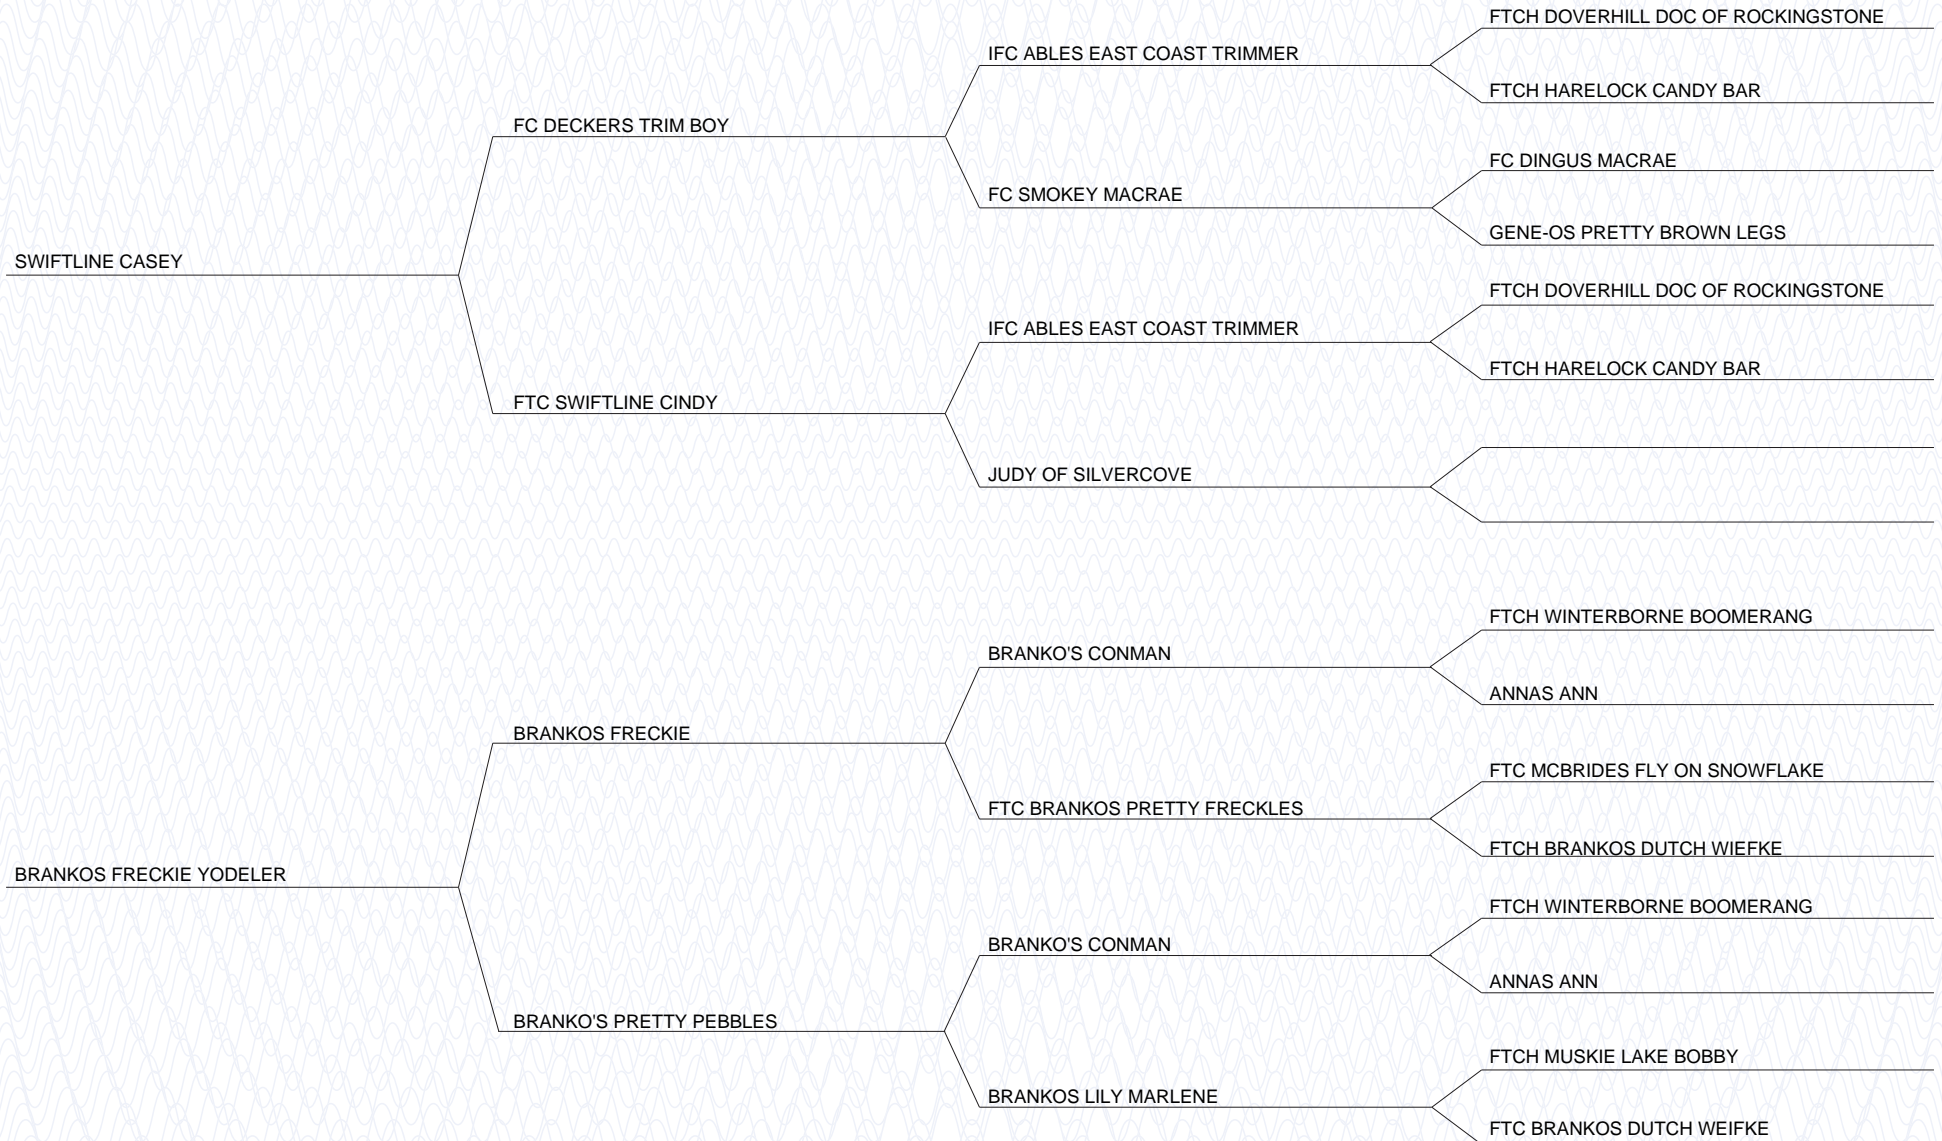 FTCH DOVERHILL DOC OF ROCKINGSTONE
IFC ABLES EAST COAST TRIMMER
FTCH HARELOCK CANDY BAR
FC DECKERS TRIM BOY
FC DINGUS MACRAE
FC SMOKEY MACRAE
GENE-OS PRETTY BROWN LEGS
SWIFTLINE CASEY
FTCH DOVERHILL DOC OF ROCKINGSTONE
IFC ABLES EAST COAST TRIMMER
FTCH HARELOCK CANDY BAR
FTC SWIFTLINE CINDY
JUDY OF SILVERCOVE
FTCH WINTERBORNE BOOMERANG
BRANKO'S CONMAN
ANNAS ANN
BRANKOS FRECKIE
FTC MCBRIDES FLY ON SNOWFLAKE
FTC BRANKOS PRETTY FRECKLES
FTCH BRANKOS DUTCH WIEFKE
BRANKOS FRECKIE YODELER
FTCH WINTERBORNE BOOMERANG
BRANKO'S CONMAN
ANNAS ANN
BRANKO'S PRETTY PEBBLES
FTCH MUSKIE LAKE BOBBY
BRANKOS LILY MARLENE
FTC BRANKOS DUTCH WEIFKE